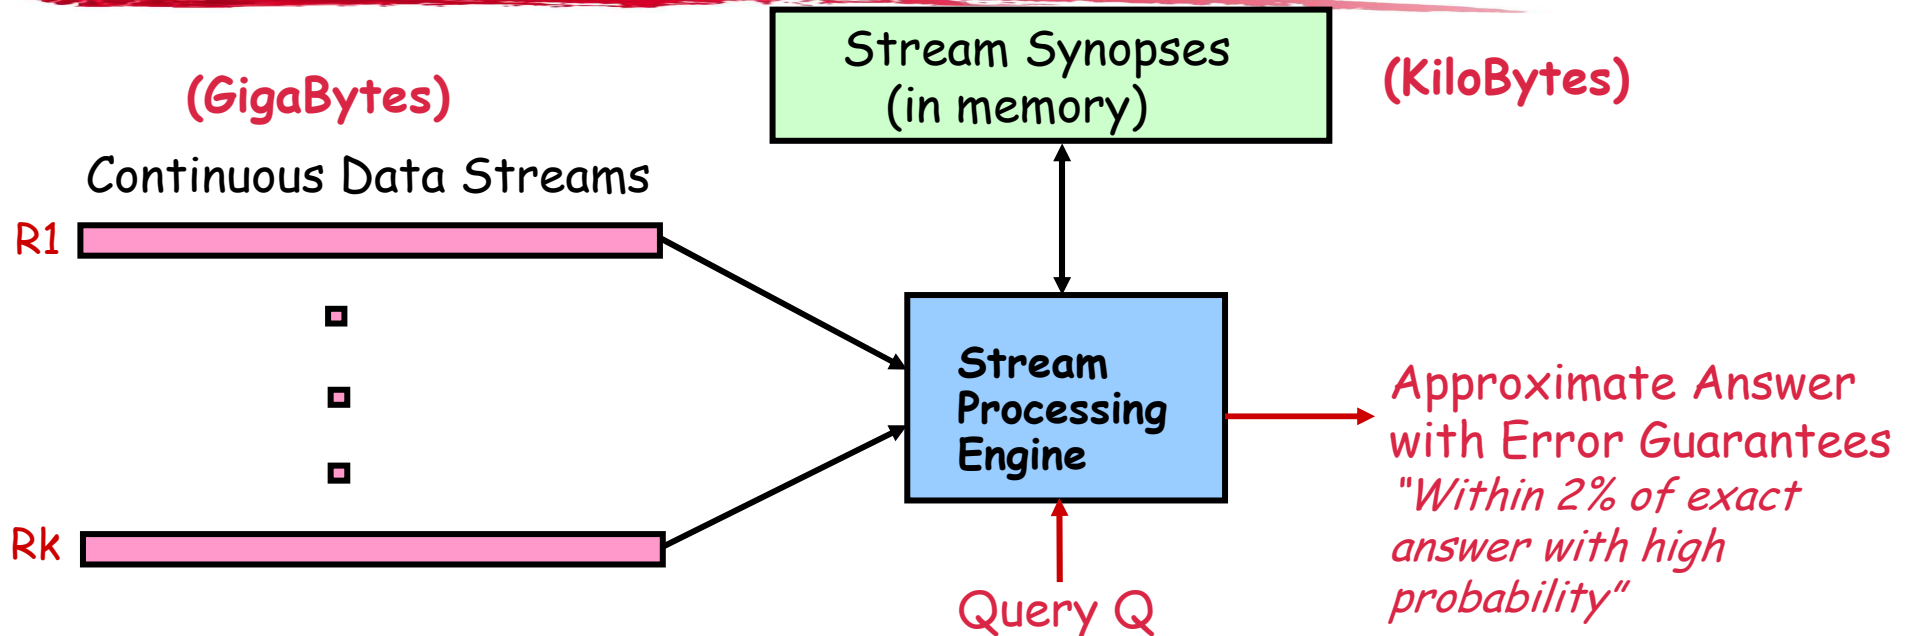 Stream Synopses
(in memory)
(KiloBytes)
(GigaBytes)
Continuous Data Streams
R1
Rk
Stream
Processing
Engine
Query Q
Approximate Answer
with Error Guarantees
"Within 2% of exact
answer with high
probability"